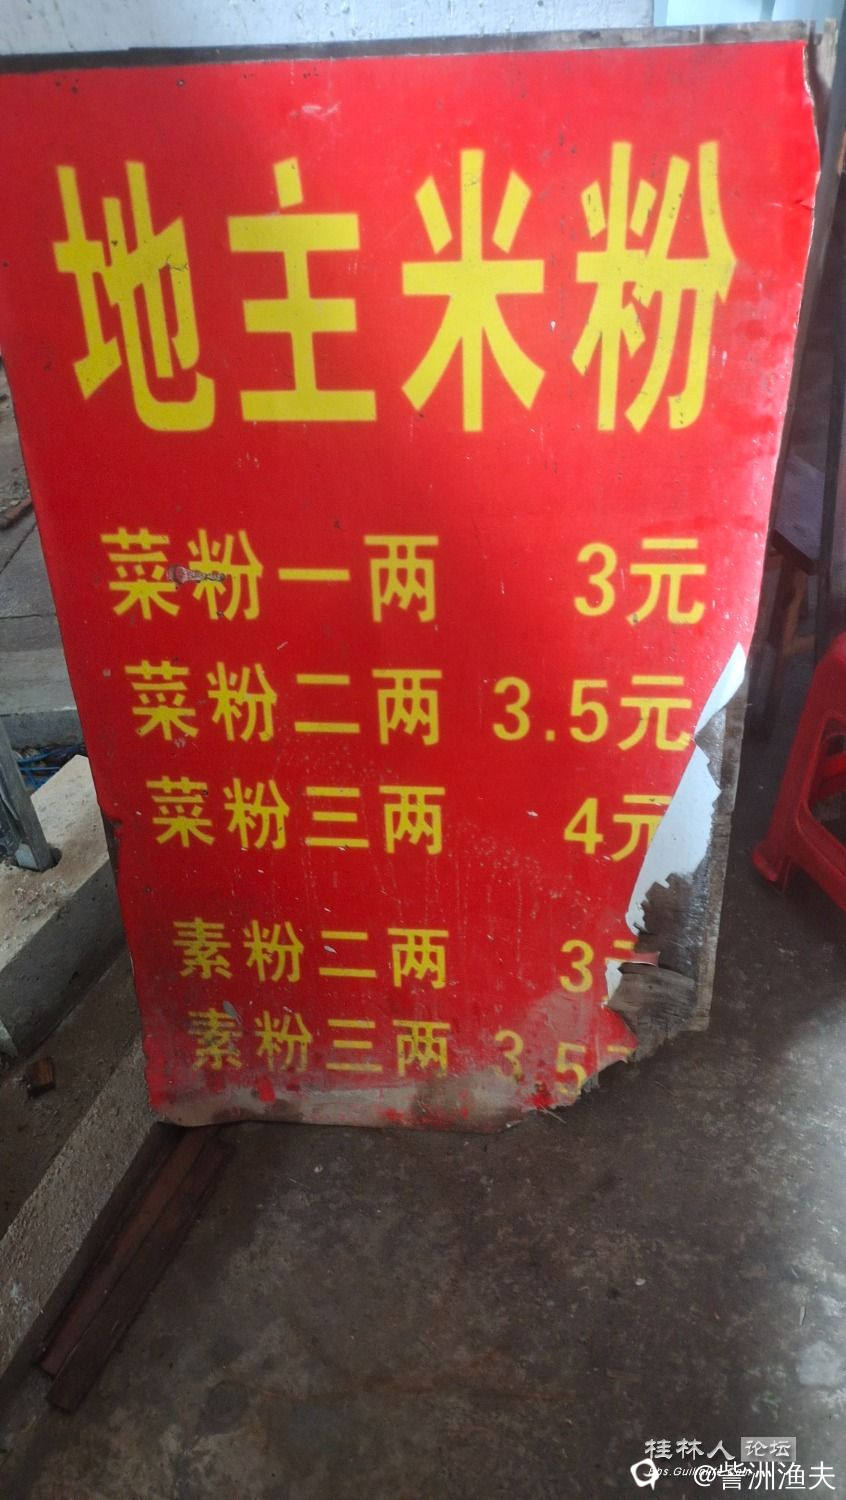 地主米粉
菜粉一两 3元
菜粉二两 3.5元
菜粉三两 4元
素粉二两 3元
素粉三两 3.5
桂林人论坛
@訾洲渔夫